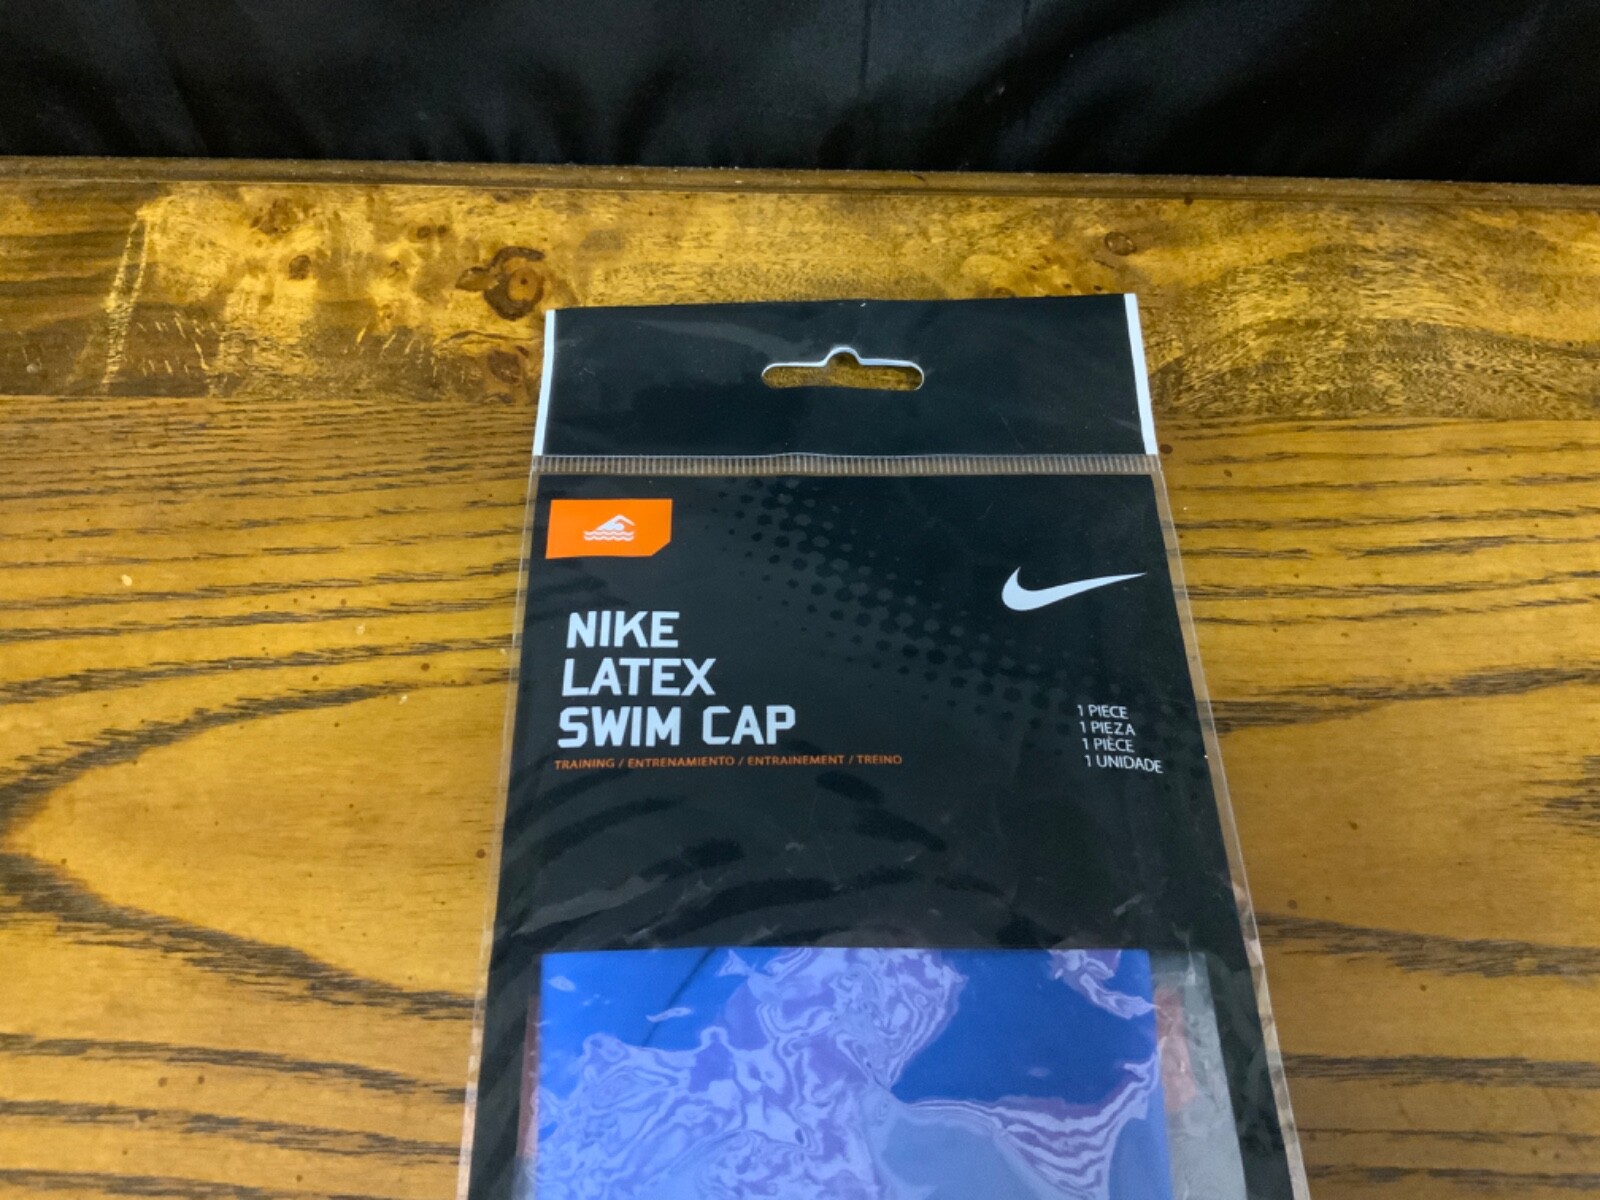 NIKE
LATEX
SWIM CAP
TRAINING / ENTRENAMIENTO / ENTRAINEMENT / TREINO
1 PIECE
1 PIEZA
1 PIÈCE
1 UNIDADE